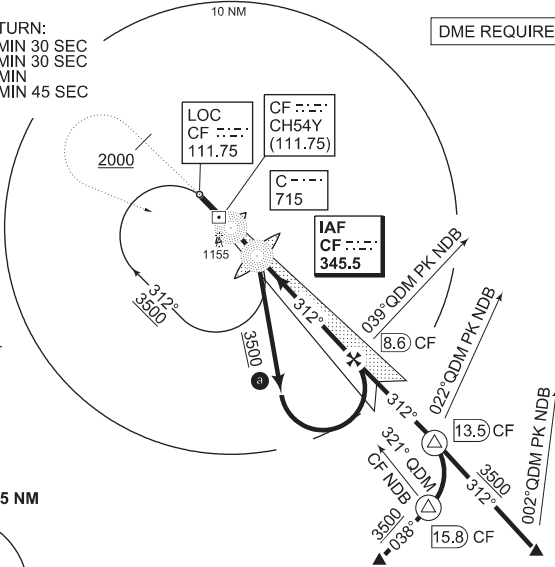 10 NM
TURN:
MIN 30 SEC
MIN 30 SEC
MIN
MIN 45 SEC
DME REQUIRE
LOC
CF
111.75
CF
CH54Y
(111.75)
2000
C
715
IAF
CF
345.5
1155
312°
3500
3500
a
312°
039°QDM PK NDB
8.6 CF
312°
022°QDM PK NDB
13.5 CF
321° QDM
CF NDB
3500
312°
002°QDM PK NDB
5 NM
3500
038°
15.8 CF